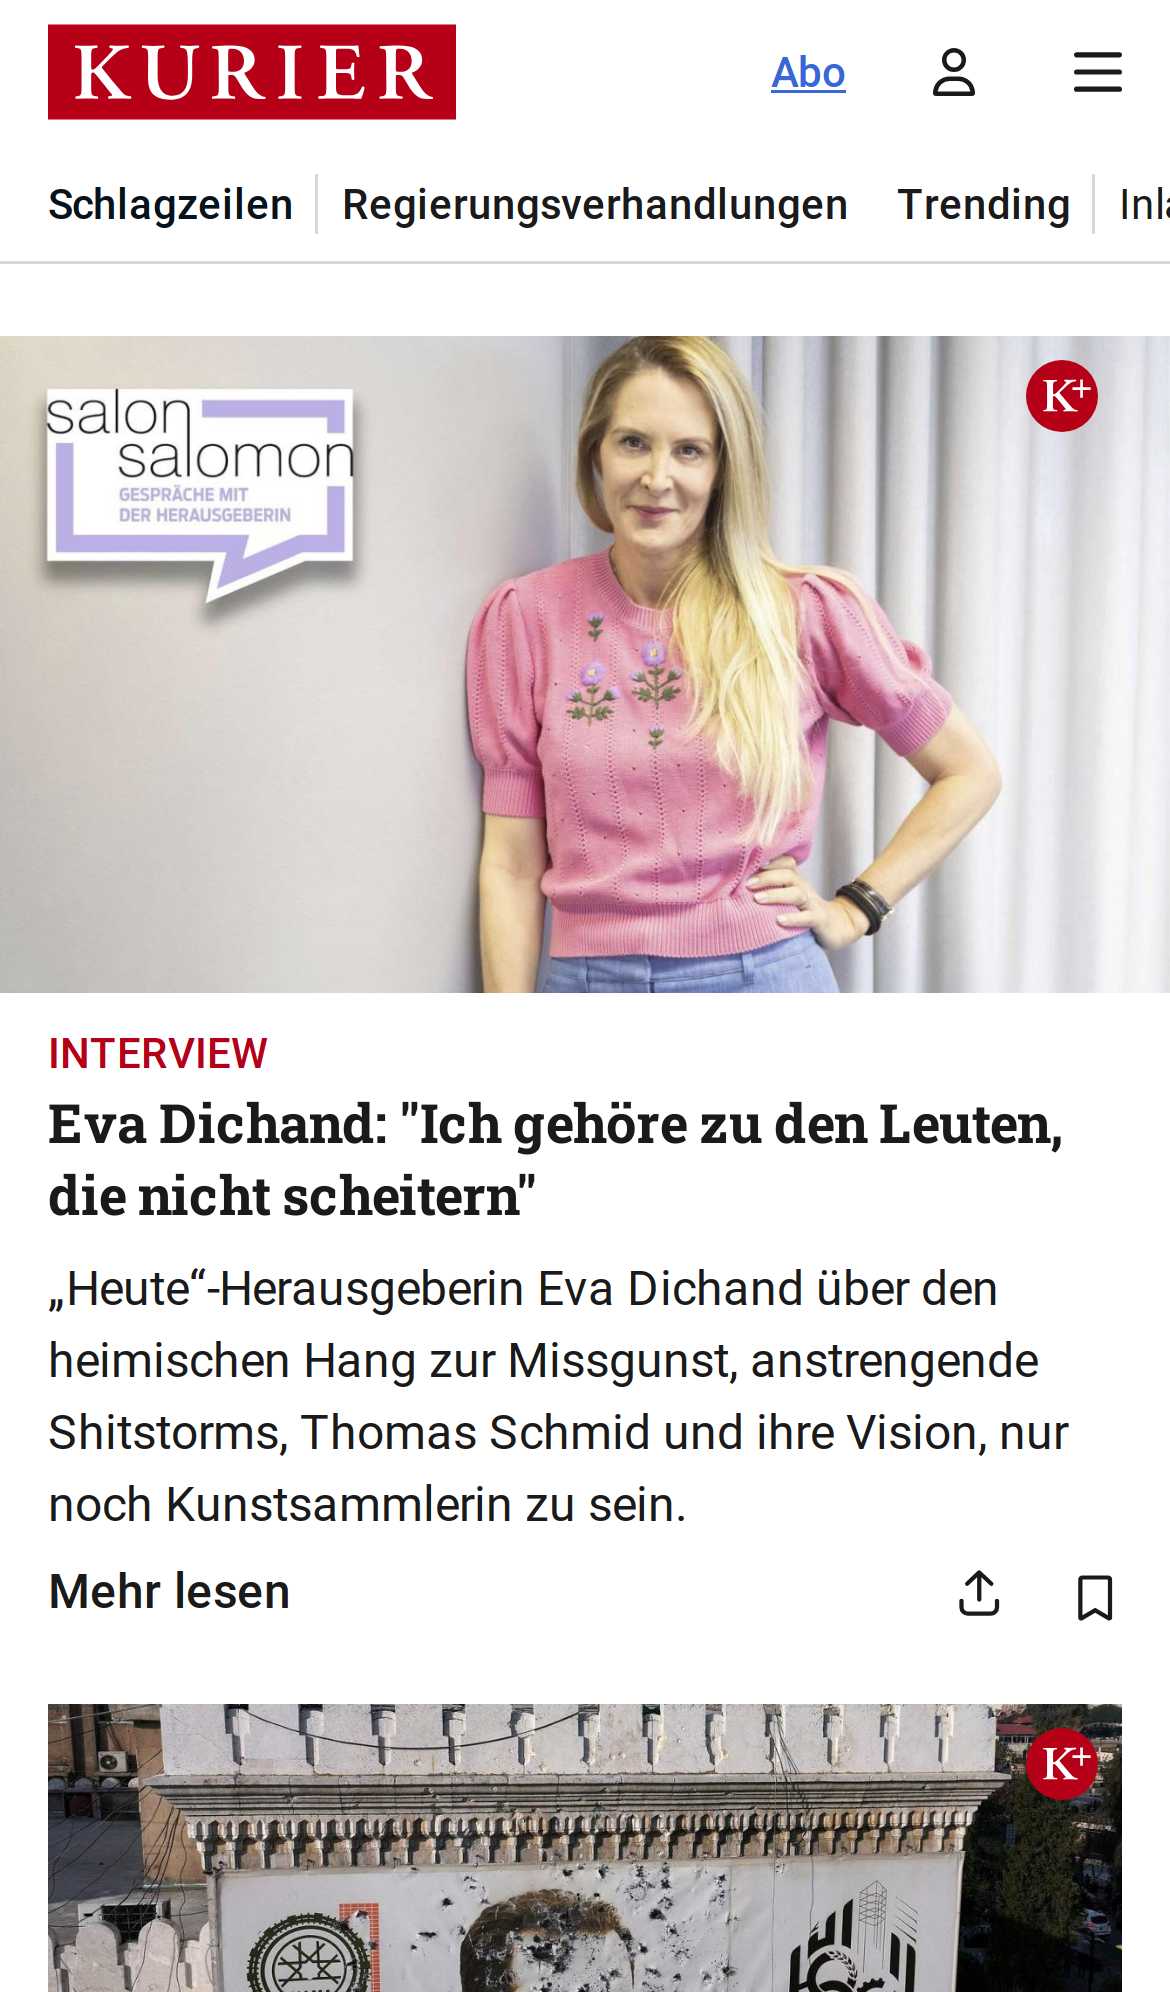 KURIER
Abo
Schlagzeilen
Regierungsverhandlungen
Trending
Inla
salon
salomon
GESPRÄCHE MIT
DER HERAUSGEBERIN
K+
INTERVIEW
Eva Dichand: "Ich gehöre zu den Leuten,
die nicht scheitern"
„Heute“-Herausgeberin Eva Dichand über den
heimischen Hang zur Missgunst, anstrengende
Shitstorms, Thomas Schmid und ihre Vision, nur
noch Kunstsammlerin zu sein.
Mehr lesen
K+